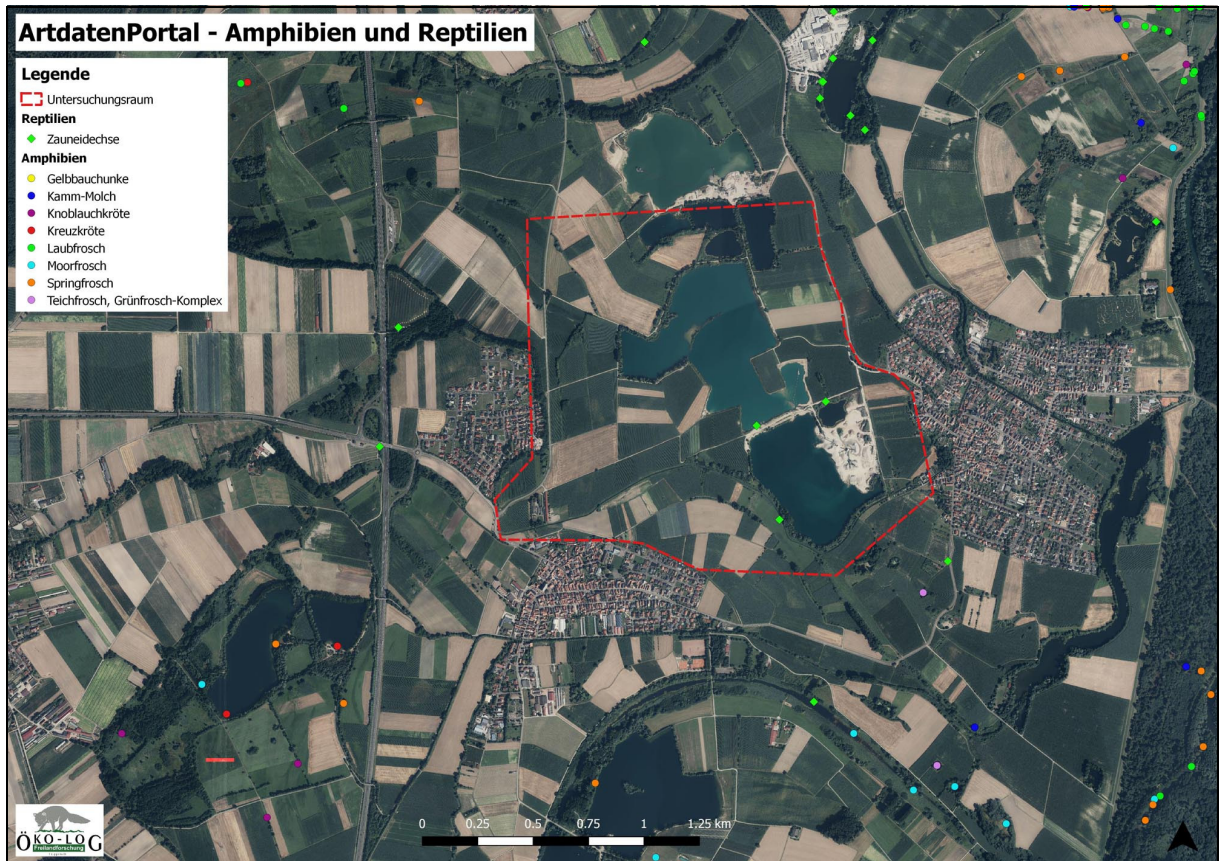 ArtdatenPortal - Amphibien und Reptilien
Legende
Untersuchungsraum
Reptilien
Zauneidechse
Amphibien
Gelbbauchunke
Kamm-Molch
Knoblauchkröte
Kreuzkröte
Laubfrosch
Moorfrosch
Springfrosch
Teichfrosch, Grünfrosch-Komplex
ÖKO-LOG
Freilandforschung
0 0.25 0.5 0.75 1 1.25 km